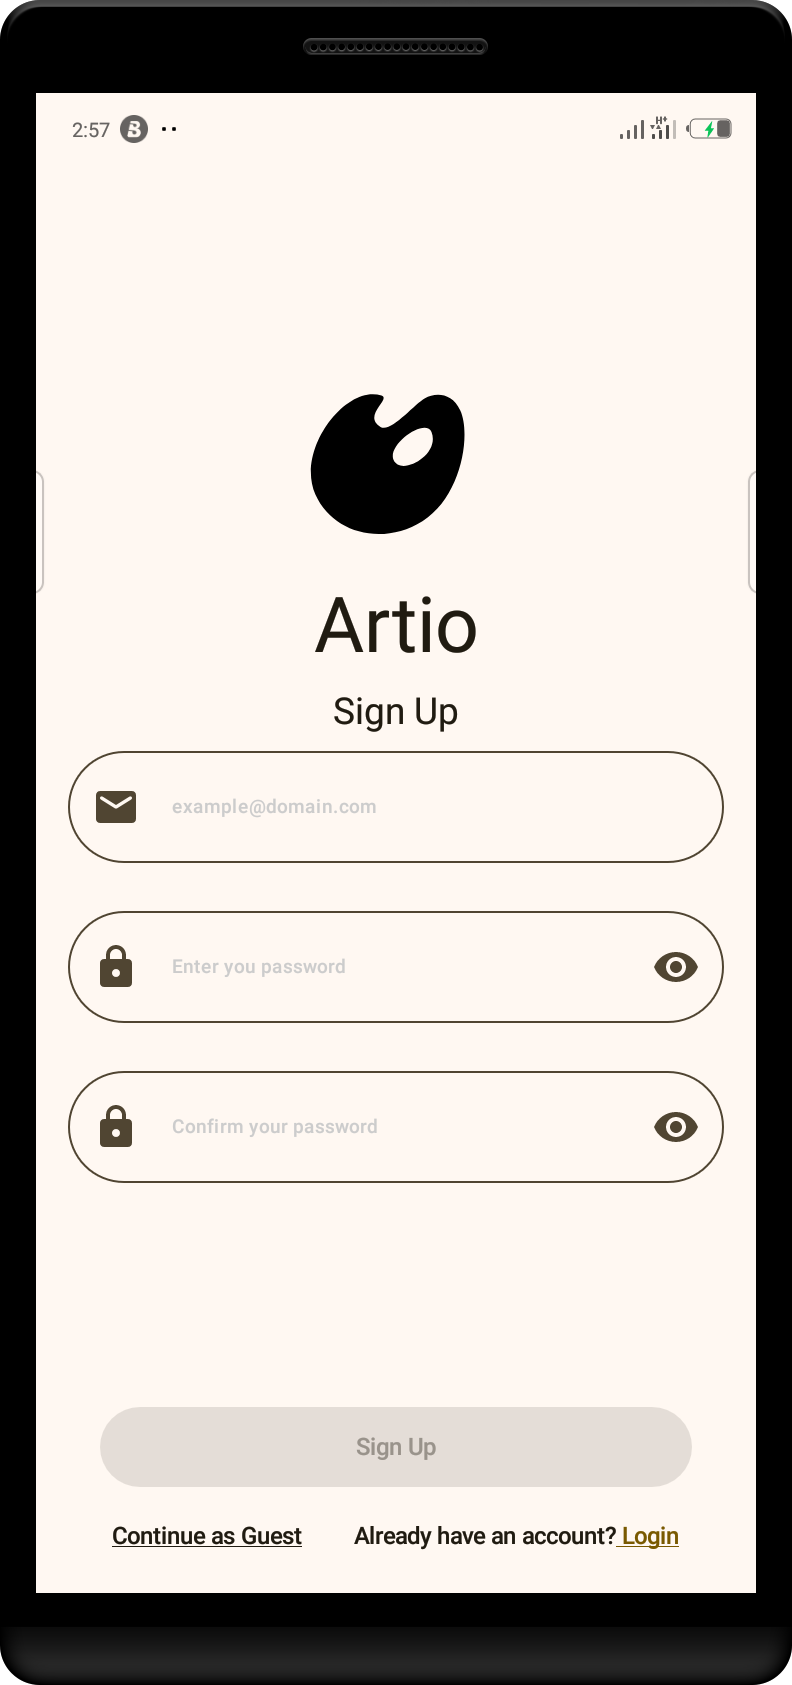 2:57 B
H+
Artio
Sign Up
example@domain.com
Enter you password
Confirm your password
Sign Up
Continue as Guest Already have an account? Login